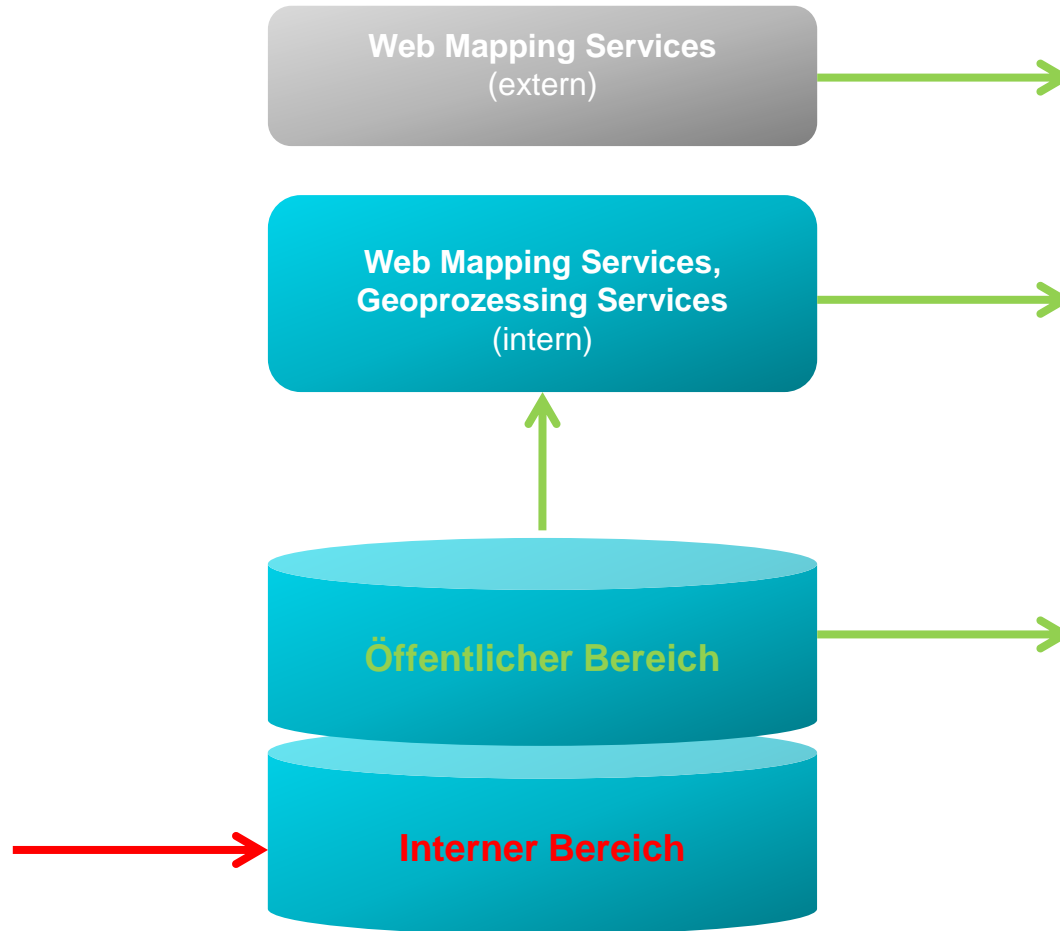 Web Mapping Services
(extern)
Web Mapping Services,
Geoprozessing Services
(intern)
Öffentlicher Bereich
Interner Bereich